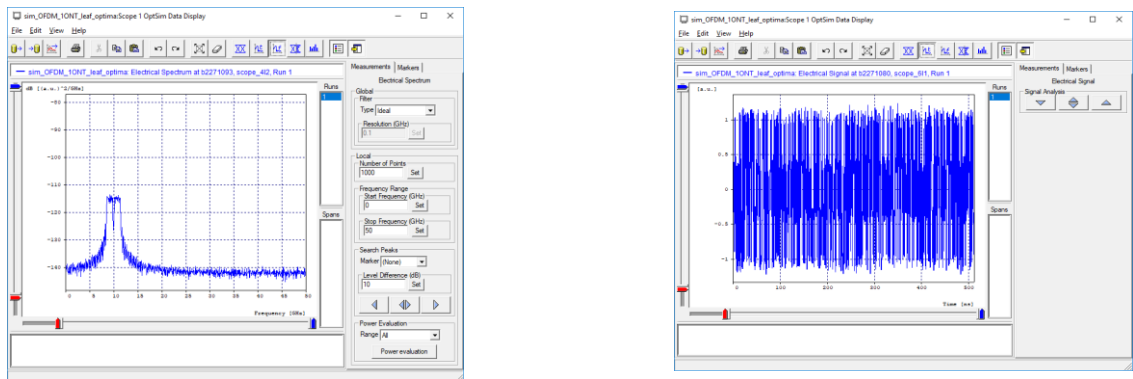 sim_OFDM_1ONT_leaf_optima:Scope 1 OptSim Data Display
File Edit View Help
sim_OFDM_1ONT_leaf_optima: Electrical Spectrum at b2271093, scope_4I2, Run 1
dB [(a.u.)^2/GHz]
-80
-100
-110
-120
-130
-140
0 5 10 15 20 25 30 35 40 45 50
Frequency [GHz]
Runs
1
Spans
Measurements Markers
Electrical Spectrum
Global
Filter
Type Ideal
Resolution (GHz)
0.1 Set
Local
Number of Points
1000 Set
Frequency Range
Start Frequency (GHz)
0 Set
Stop Frequency (GHz)
50 Set
Search Peaks
Marker (None)
Level Difference (dB)
10 Set
Power Evaluation
Range All
Power evaluation
sim_OFDM_1ONT_leaf_optima:Scope 1 OptSim Data Display
File Edit View Help
sim_OFDM_1ONT_leaf_optima: Electrical Signal at b2271080, scope_6I1, Run 1
[a.u.]
1
0.5
0
-0.5
-1
0 100 200 300 400 500
Time [ns]
Runs
1
Spans
Measurements Markers
Electrical Signal
Signal Analysis